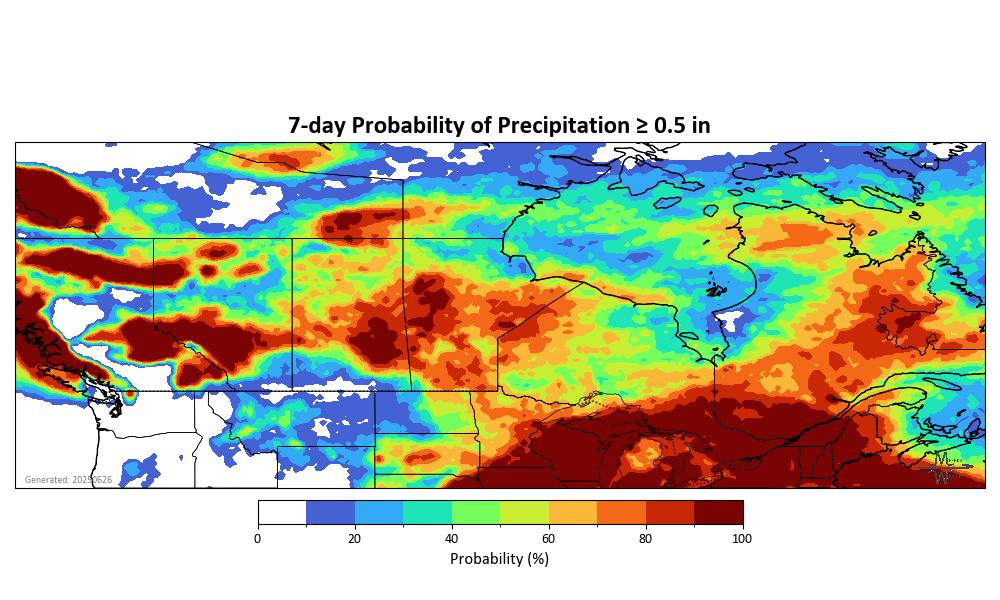 7-day Probability of Precipitation ≥ 0.5 in
Generated: 20250626
0 20 40 60 80 100
Probability (%)